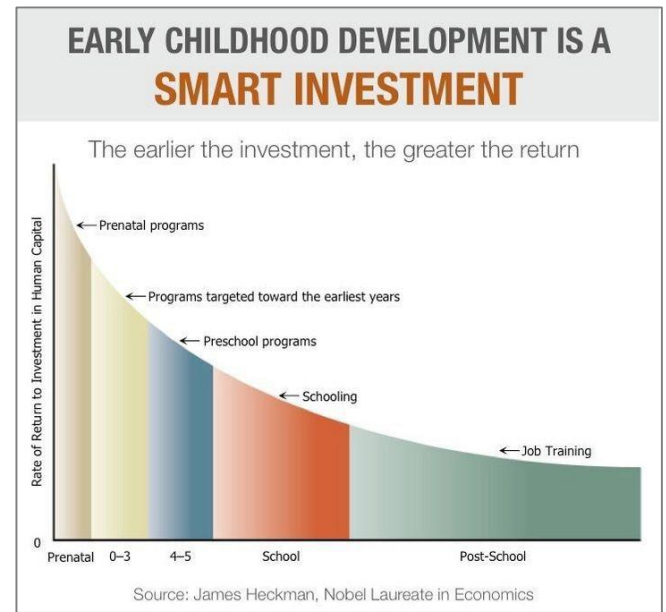 EARLY CHILDHOOD DEVELOPMENT IS A
SMART INVESTMENT
The earlier the investment, the greater the return
Rate of Return to Investment in Human Capital
Prenatal programs
Programs targeted toward the earliest years
Preschool programs
Schooling
Job Training
0
Prenatal
0–3
4–5
School
Post-School
Source: James Heckman, Nobel Laureate in Economics